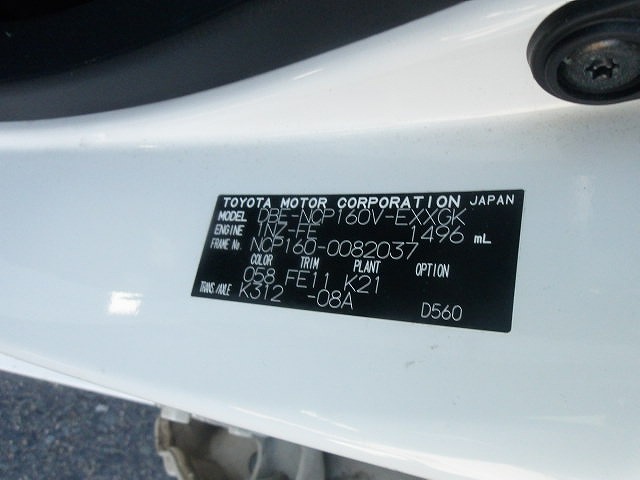 TOYOTA MOTOR CORPORATION JAPAN
MODEL DBE-NCP160V-EXXGK
ENGINE 1NZ-FE 1496 mL
FRAME No. NCP160-0082037
COLOR TRIM PLANT OPTION
058 FE11 K21
TRANS./AXLE K312 -08A
D560